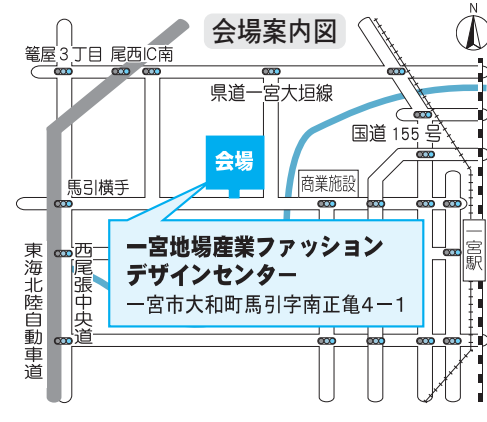 会場案内図
N
篭屋3丁目
尾西IC南
県道一宮大垣線
国道155号
会場
商業施設
馬引横手
一宮地場産業ファッション
デザインセンター
一宮市大和町馬引字南正亀4ー1
一宮駅
東海北陸自動車道
西尾張中央道